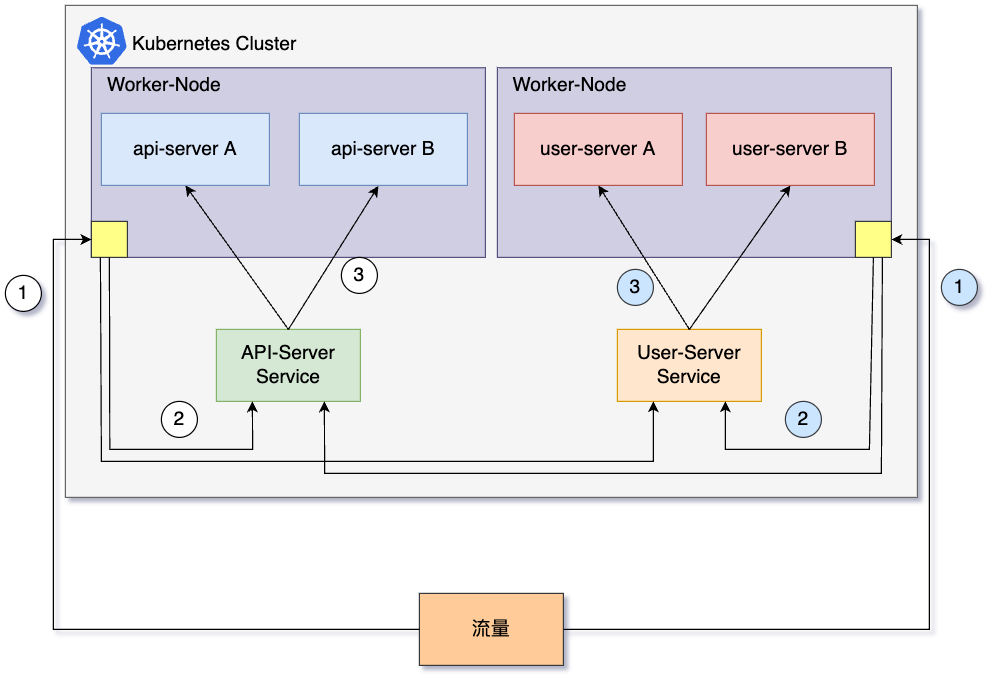 Kubernetes Cluster
Worker-Node
Worker-Node
api-server A
api-server B
user-server A
user-server B
1
3
3
1
API-Server
Service
User-Server
Service
2
2
流量